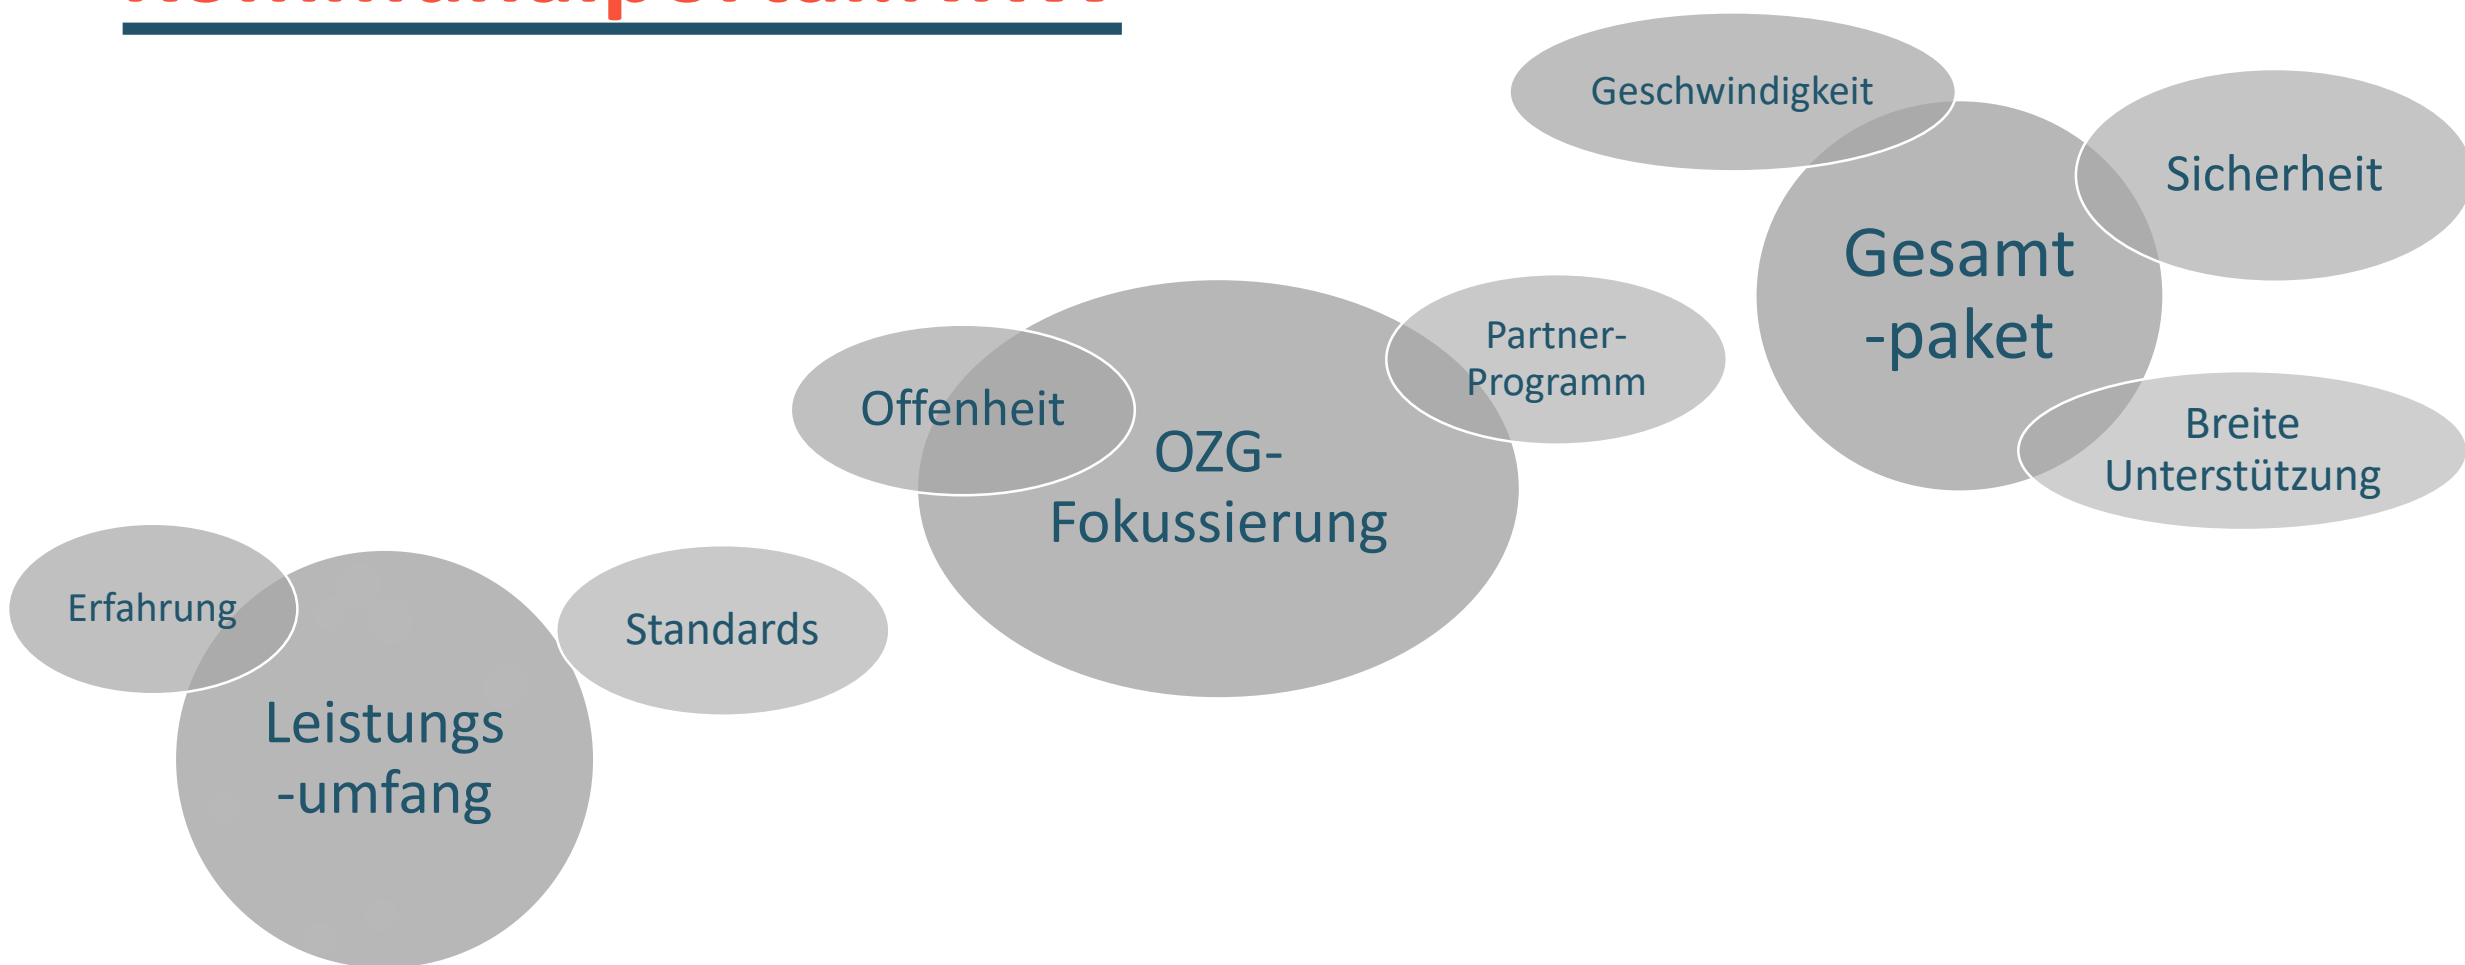 Geschwindigkeit
Sicherheit
Gesamt
-paket
Breite
Unterstützung
Partner-
Programm
Offenheit
OZG-
Fokussierung
Erfahrung
Standards
Leistungs
-umfang